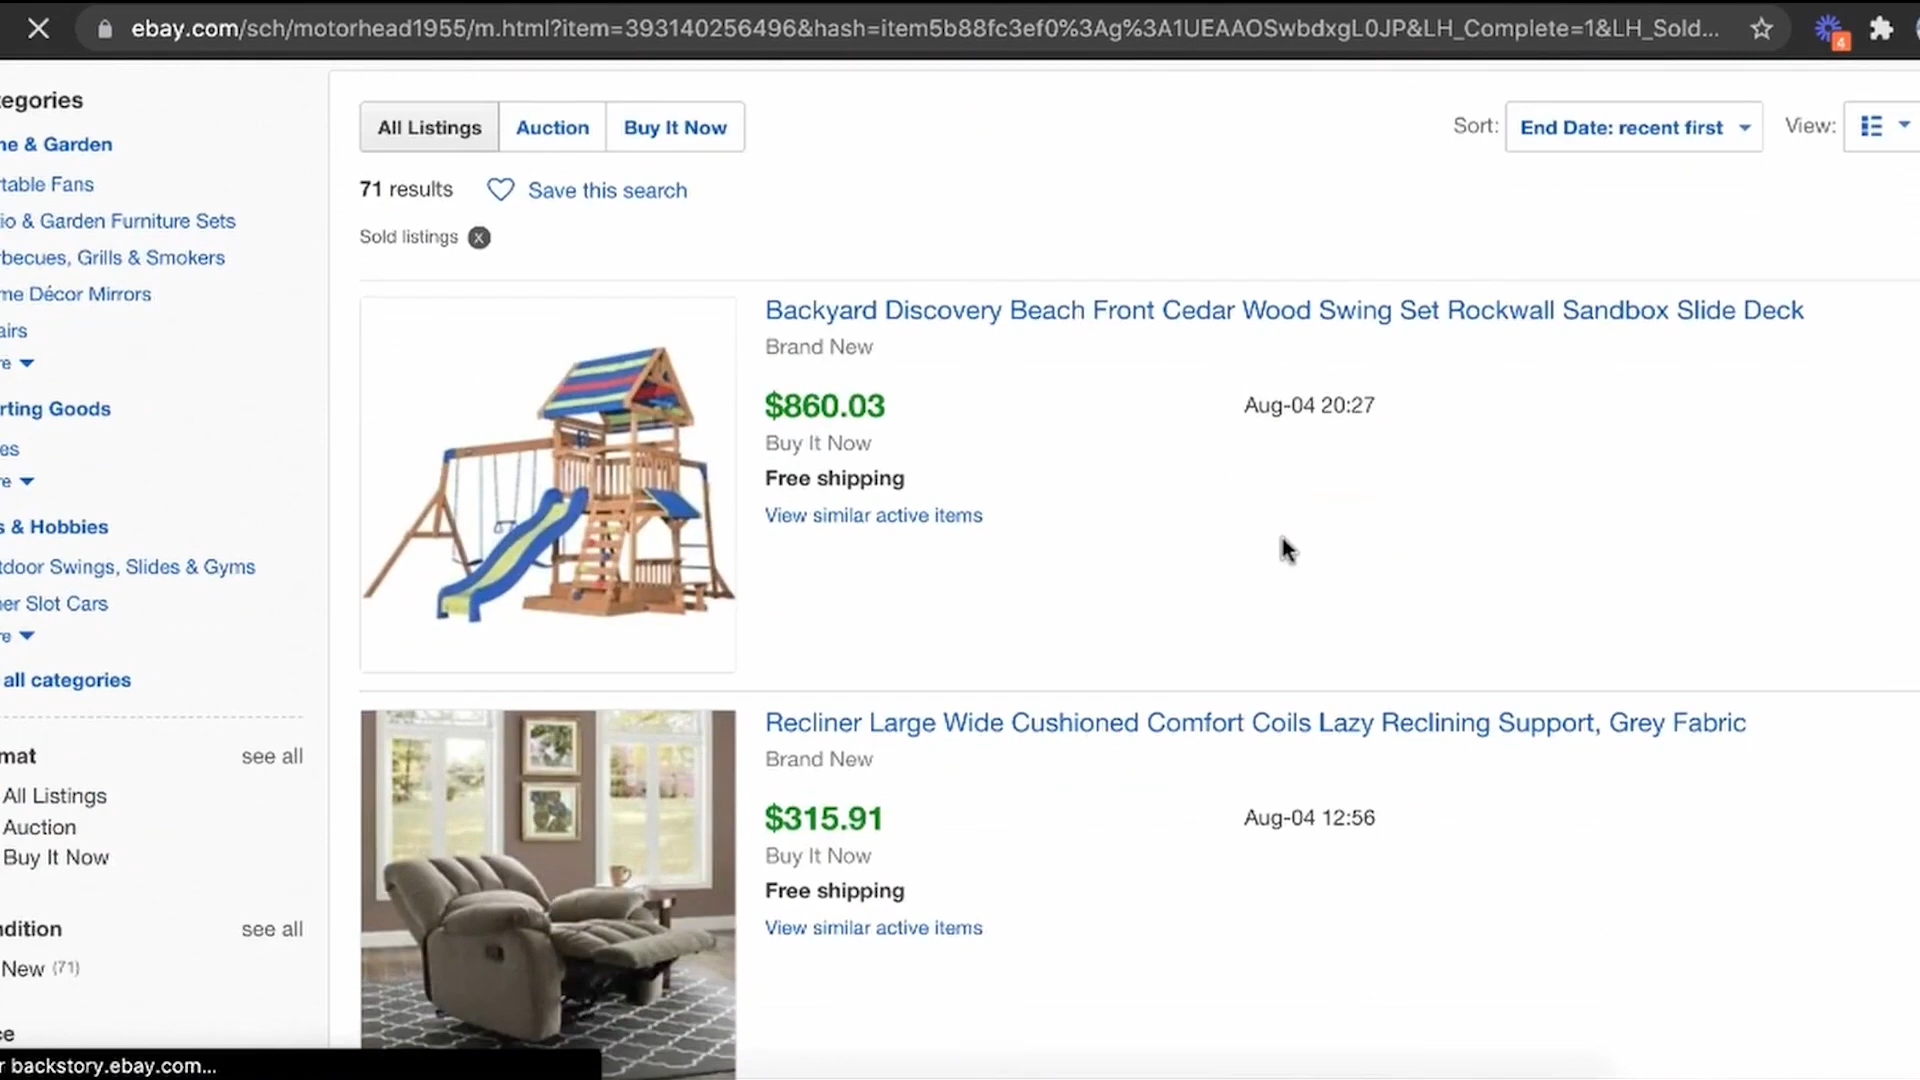 ebay.com/sch/motorhead1955/m.html?item=393140256496&hash=item5b88fc3ef0%3Ag%3A1UEAAOSwbdxgL0JP&LH_Complete=1&LH_Sold...
4
egories
ne & Garden
table Fans
io & Garden Furniture Sets
becues, Grills & Smokers
me Décor Mirrors
airs
re
rting Goods
es
re
s & Hobbies
tdoor Swings, Slides & Gyms
er Slot Cars
re
all categories
mat see all
All Listings
Auction
Buy It Now
ndition see all
New (71)
ce
r backstory.ebay.com...
All Listings Auction Buy It Now
Sort: End Date: recent first View:
71 results Save this search
Sold listings X
Backyard Discovery Beach Front Cedar Wood Swing Set Rockwall Sandbox Slide Deck
Brand New
$860.03 Aug-04 20:27
Buy It Now
Free shipping
View similar active items
Recliner Large Wide Cushioned Comfort Coils Lazy Reclining Support, Grey Fabric
Brand New
$315.91 Aug-04 12:56
Buy It Now
Free shipping
View similar active items